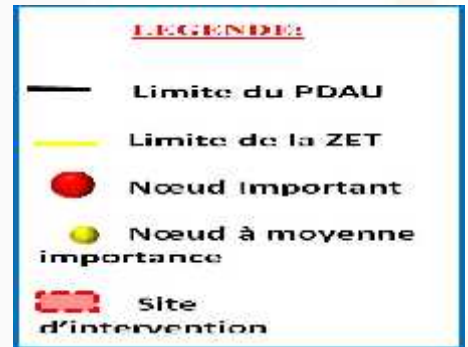 LEGENDE:
Limite du PDAU
Limite de la ZET
Nœud Important
Nœud à moyenne
importance
Site
d'intervention